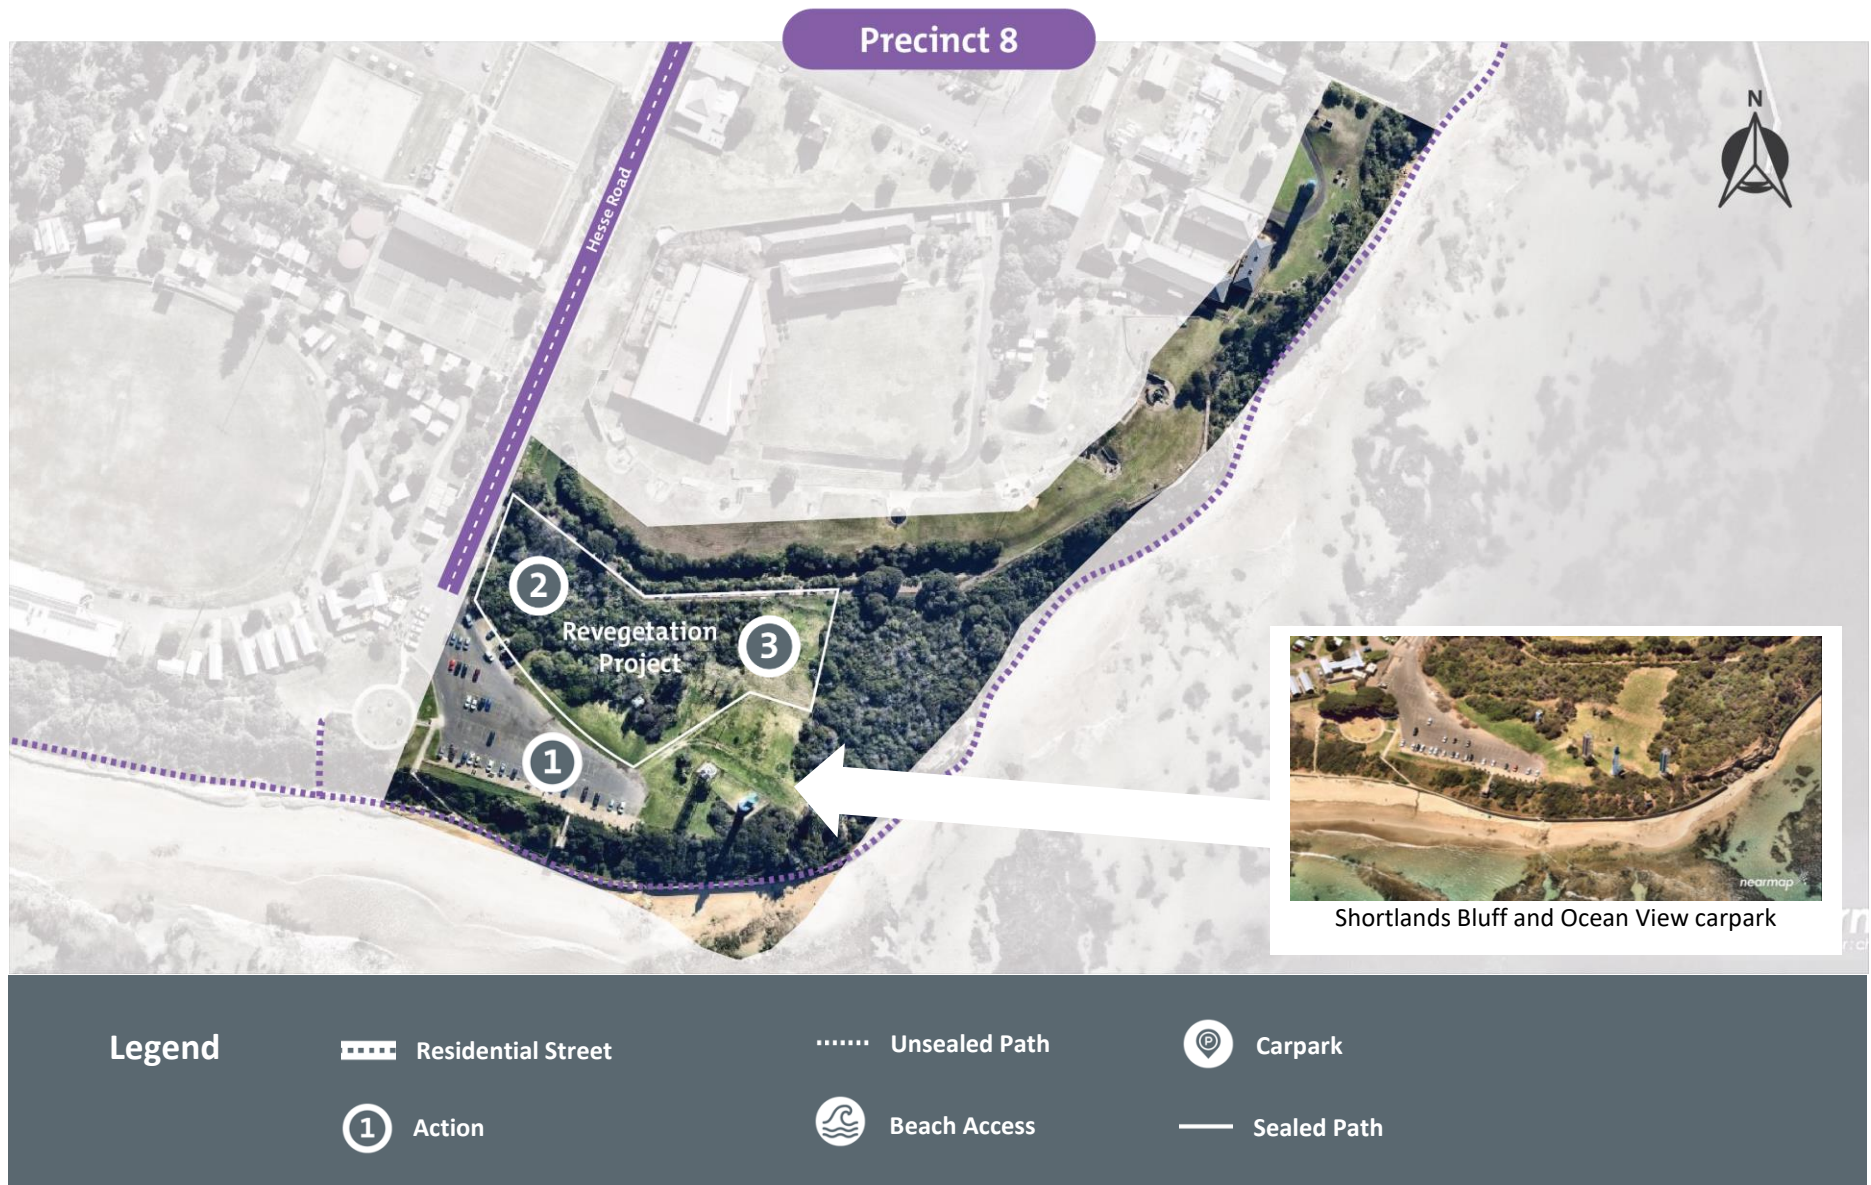 Precinct 8
N
Hesse Road
2
Revegetation
Project
3
1
nearmap
Shortlands Bluff and Ocean View carpark
Legend
Residential Street
Unsealed Path
P
Carpark
1
Action
Beach Access
Sealed Path